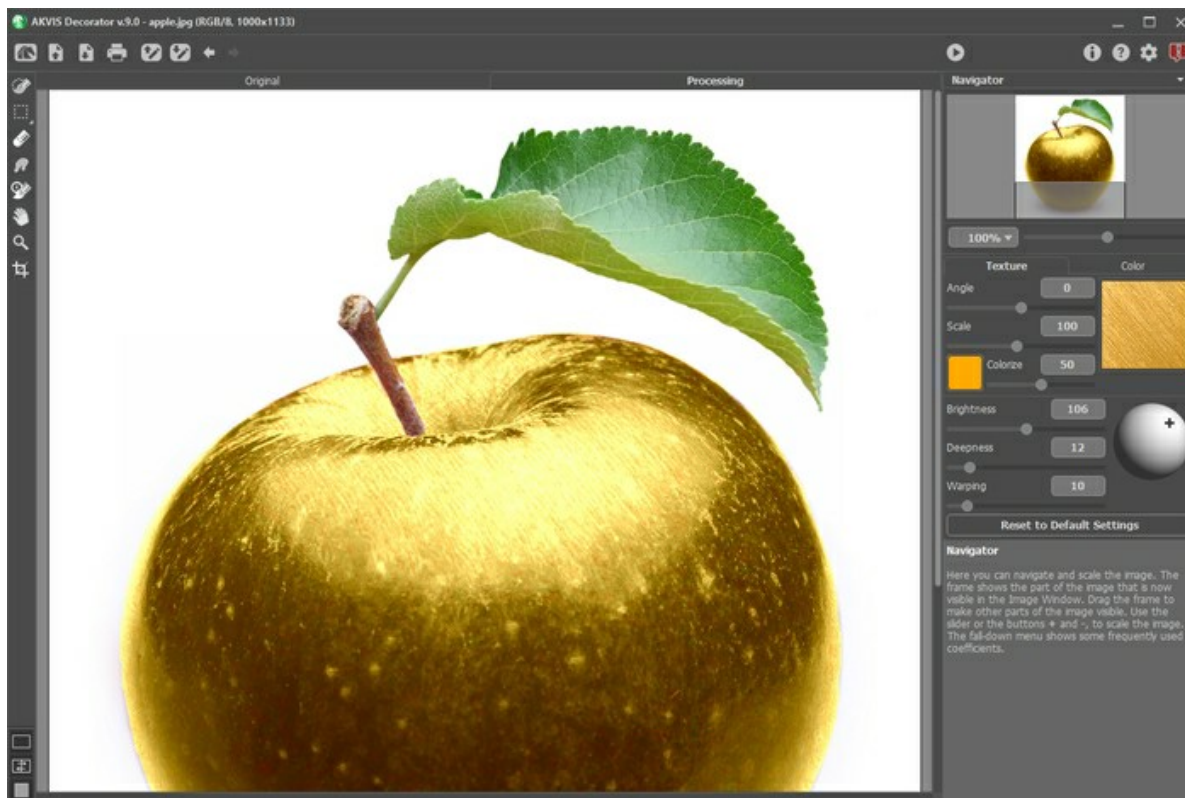 AKVIS Decorator v.9.0 - apple.jpg (RGB/8, 1000x1133)
Original
Processing
Navigator
100%
Texture
Color
Angle
0
Scale
100
Colorize
50
Brightness
106
Deepness
12
Warping
10
Reset to Default Settings
Navigator
Here you can navigate and scale the image. The
frame shows the part of the image that is now
visible in the Image Window. Drag the frame to
make other parts of the image visible. Use the
slider or the buttons + and -, to scale the image.
The fall-down menu shows some frequently used
coefficients.